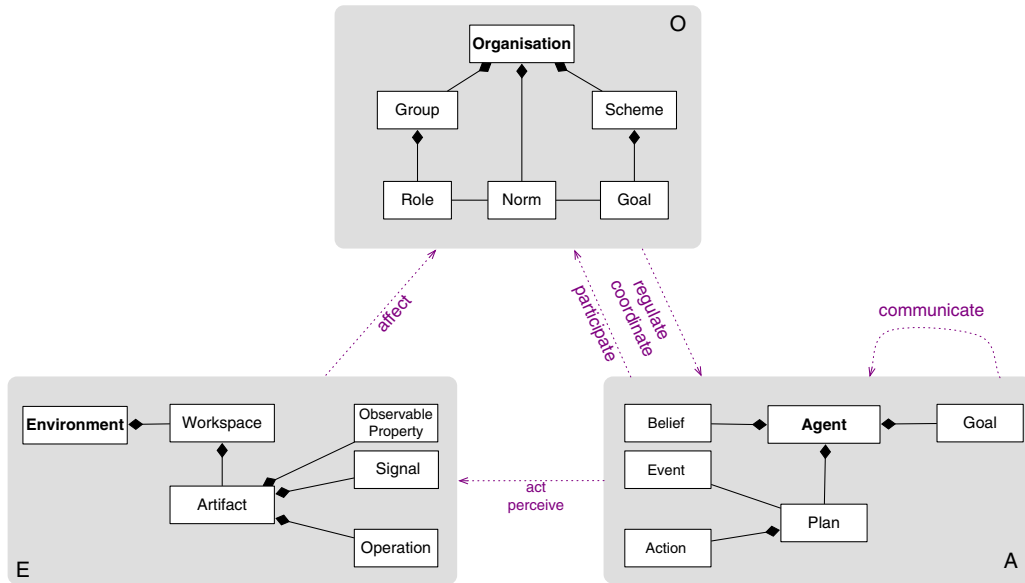 O
Organisation
Group
Scheme
Role
Norm
Goal
affect
participate
coordinate
regulate
communicate
Environment
Workspace
Observable
Property
Signal
Artifact
Operation
E
act
perceive
Belief
Agent
Goal
Event
Plan
Action
A